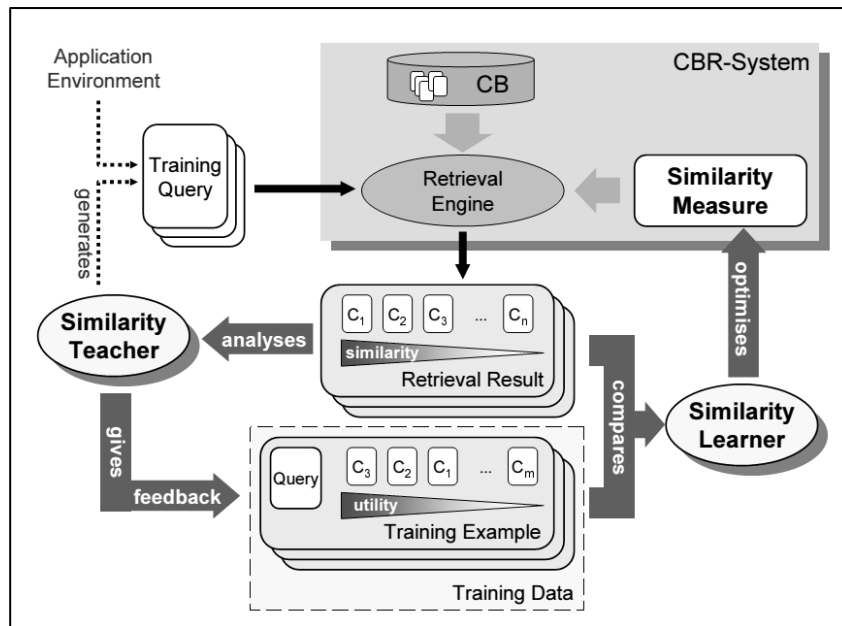 Application
Environment
CBR-System
CB
Training
Query
generates
Retrieval
Engine
Similarity
Measure
optimises
Similarity
Teacher
analyses
C1 C2 C3 ... Cn
similarity
Retrieval Result
compares
Similarity
Learner
gives
feedback
Query
C3 C2 C1 ... Cm
utility
Training Example
Training Data